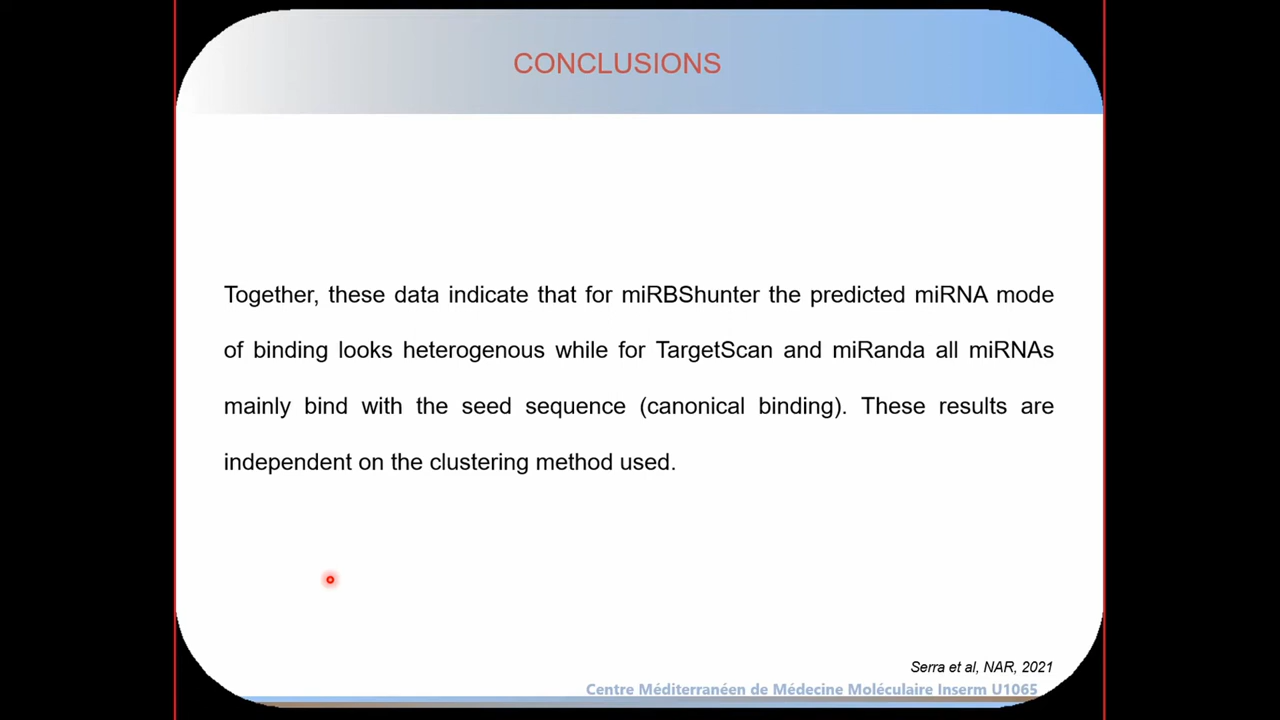 CONCLUSIONS
Together, these data indicate that for miRBShunter the predicted miRNA mode
of binding looks heterogenous while for TargetScan and miRanda all miRNAs
mainly bind with the seed sequence (canonical binding). These results are
independent on the clustering method used.
Serra et al, NAR, 2021
Centre Méditerranéen de Médecine Moléculaire Inserm U1065